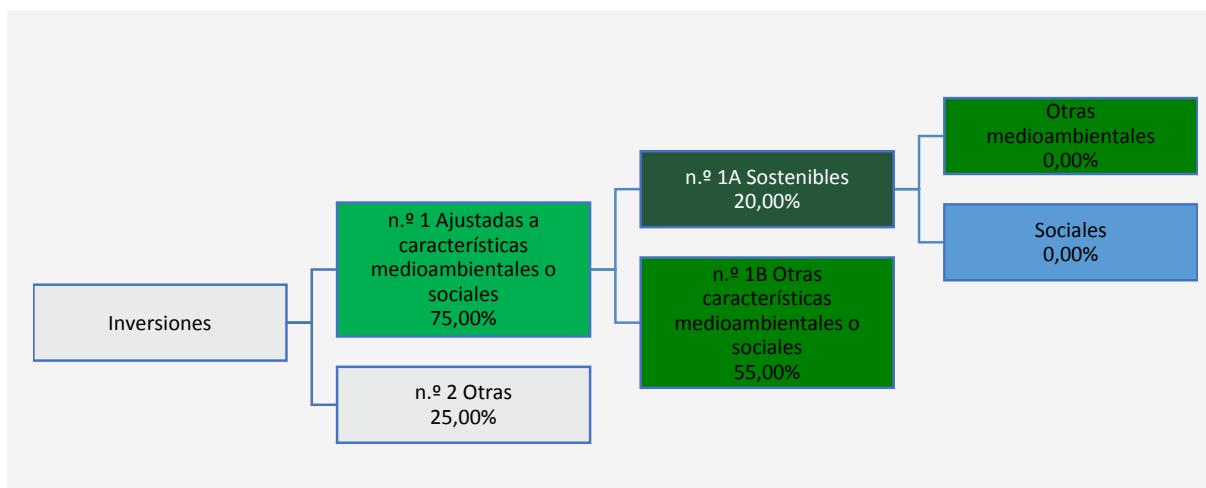 Inversiones
n.º 1 Ajustadas a
características
medioambientales o
sociales
75,00%
n.º 2 Otras
25,00%
n.º 1A Sostenibles
20,00%
n.º 1B Otras
características
medioambientales o
sociales
55,00%
Otras
medioambientales
0,00%
Sociales
0,00%